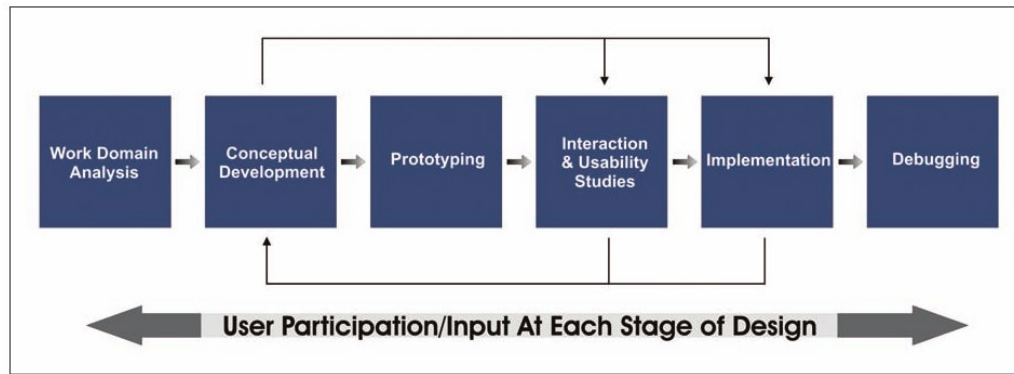 Work Domain
Analysis
Conceptual
Development
Prototyping
Interaction
& Usability
Studies
Implementation
Debugging
User Participation/Input At Each Stage of Design